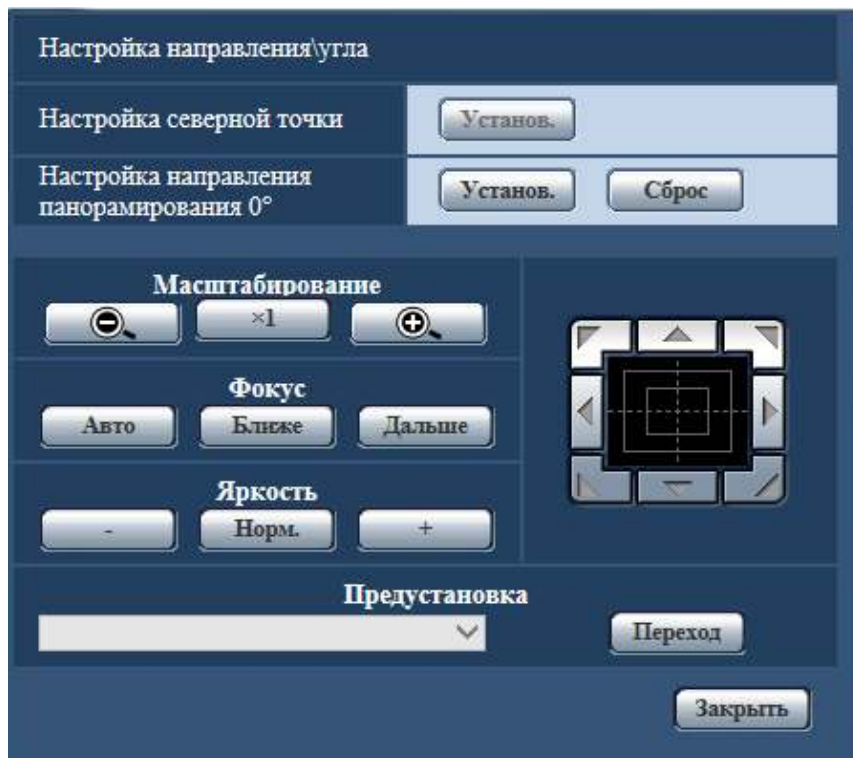 Настройка направления\угла
Настройка северной точки
Установ.
Настройка направления
панорамирования 0°
Установ.
Сброс
Масштабирование
×1
Фокус
Авто
Ближе
Дальше
Яркость
-
Норм.
+
Предустановка
Переход
Закрыть